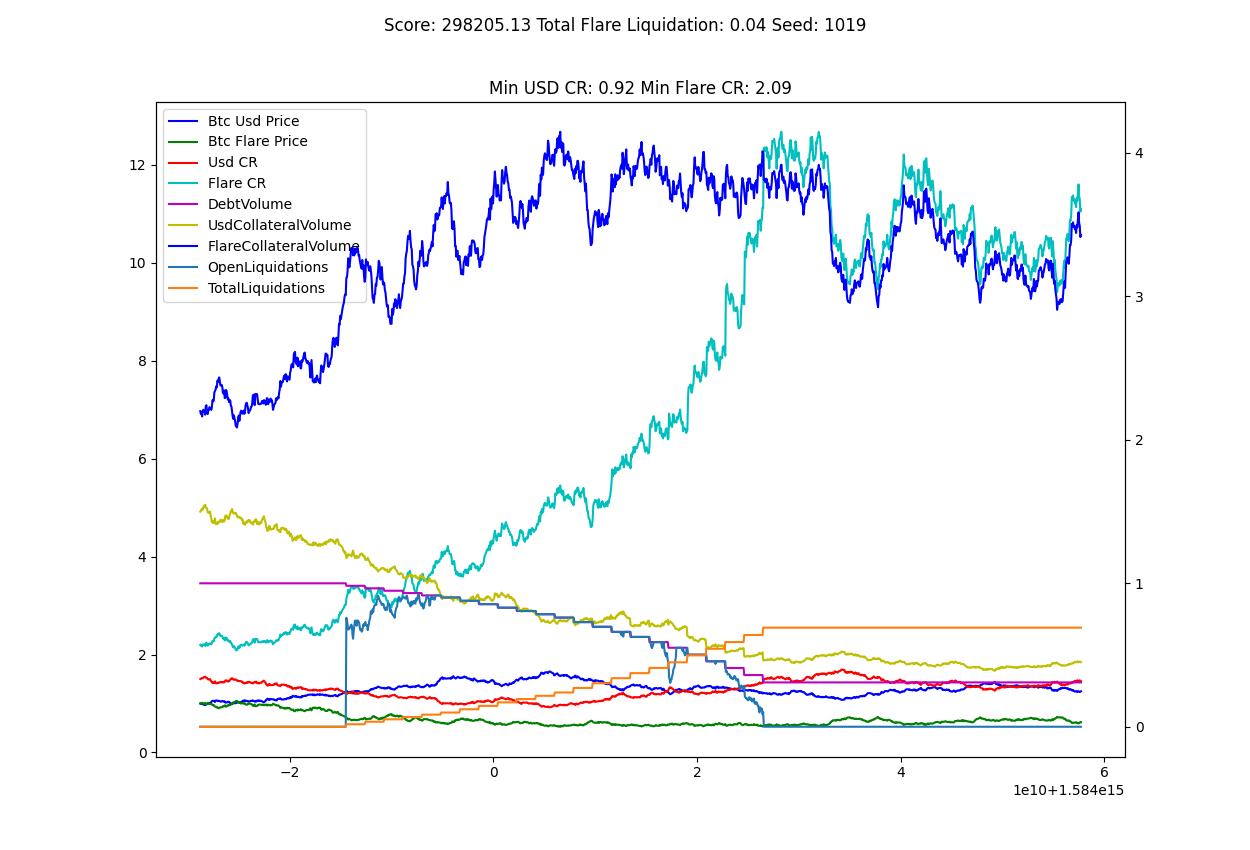 Score: 298205.13 Total Flare Liquidation: 0.04 Seed: 1019
Min USD CR: 0.92 Min Flare CR: 2.09
Btc Usd Price
Btc Flare Price
Usd CR
Flare CR
DebtVolume
UsdCollateralVolume
FlareCollateralVolume
OpenLiquidations
TotalLiquidations
12
10
8
6
4
2
0
4
3
2
1
0
−2 0 2 4 6
1e10+1.584e15